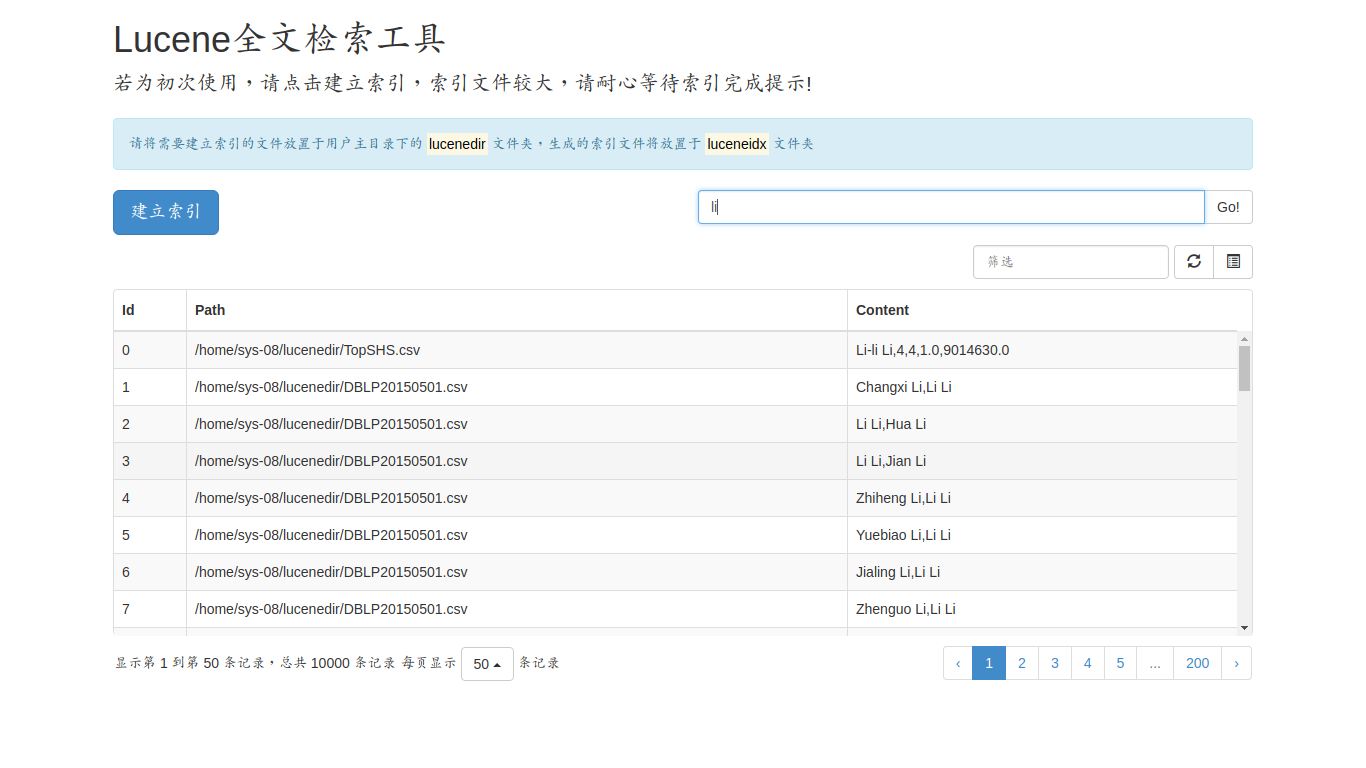 Lucene全文检索工具
若为初次使用，请点击建立索引，索引文件较大，请耐心等待索引完成提示!
请将需要建立索引的文件放置于用户主目录下的 lucenedir 文件夹，生成的索引文件将放置于 luceneidx 文件夹
建立索引 li Go!
筛选
Id Path Content
0 /home/sys-08/lucenedir/TopSHS.csv Li-li Li,4,4,1.0,9014630.0
1 /home/sys-08/lucenedir/DBLP20150501.csv Changxi Li,Li Li
2 /home/sys-08/lucenedir/DBLP20150501.csv Li Li,Hua Li
3 /home/sys-08/lucenedir/DBLP20150501.csv Li Li,Jian Li
4 /home/sys-08/lucenedir/DBLP20150501.csv Zhiheng Li,Li Li
5 /home/sys-08/lucenedir/DBLP20150501.csv Yuebiao Li,Li Li
6 /home/sys-08/lucenedir/DBLP20150501.csv Jialing Li,Li Li
7 /home/sys-08/lucenedir/DBLP20150501.csv Zhenguo Li,Li Li
显示第 1 到第 50 条记录，总共 10000 条记录 每页显示 50 条记录 ‹ 1 2 3 4 5 ... 200 ›